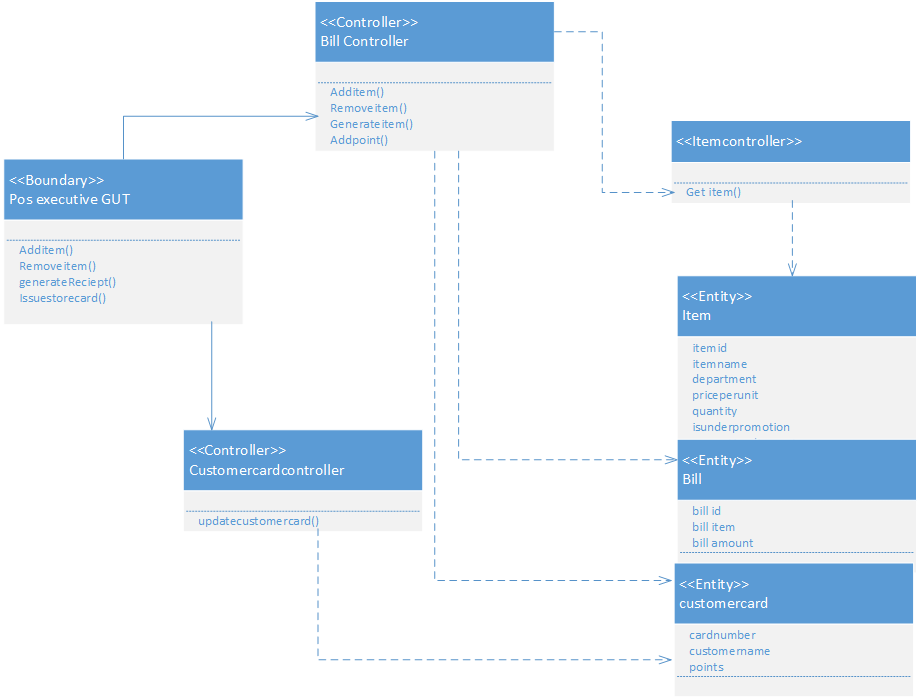 <<Controller>>
Bill Controller
Additem()
Removeitem()
Generateitem()
Addpoint()
<<Itemcontroller>>
Get item()
<<Boundary>>
Pos executive GUT
Additem()
Removeitem()
generateReciept()
Issuestorecard()
<<Entity>>
Item
itemid
itemname
department
priceperunit
quantity
isunderpromotion
<<Controller>>
Customercardcontroller
updatecustomercard()
<<Entity>>
Bill
bill id
bill item
bill amount
<<Entity>>
customercard
cardnumber
customername
points